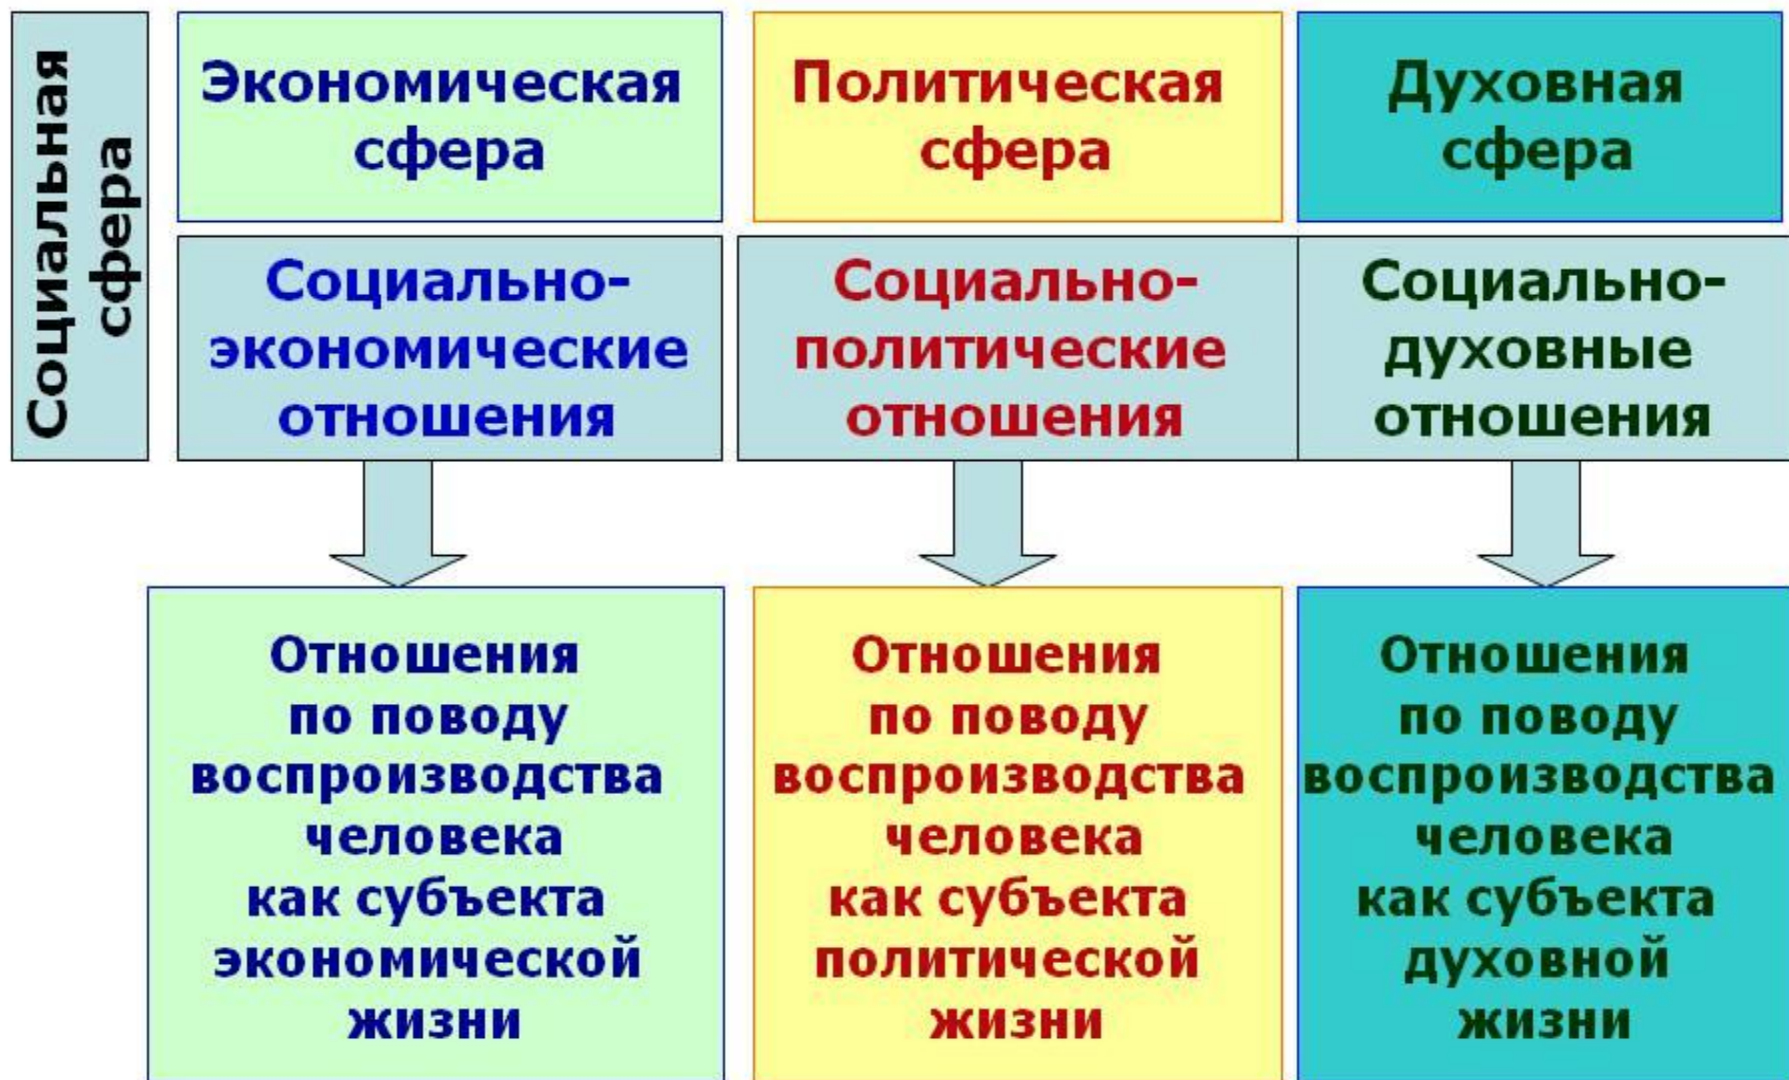 Социальная
сфера
Экономическая
сфера
Политическая
сфера
Духовная
сфера
Социально-
экономические
отношения
Социально-
политические
отношения
Социально-
духовные
отношения
Отношения
по поводу
воспроизводства
человека
как субъекта
экономической
жизни
Отношения
по поводу
воспроизводства
человека
как субъекта
политической
жизни
Отношения
по поводу
воспроизводства
человека
как субъекта
духовной
жизни